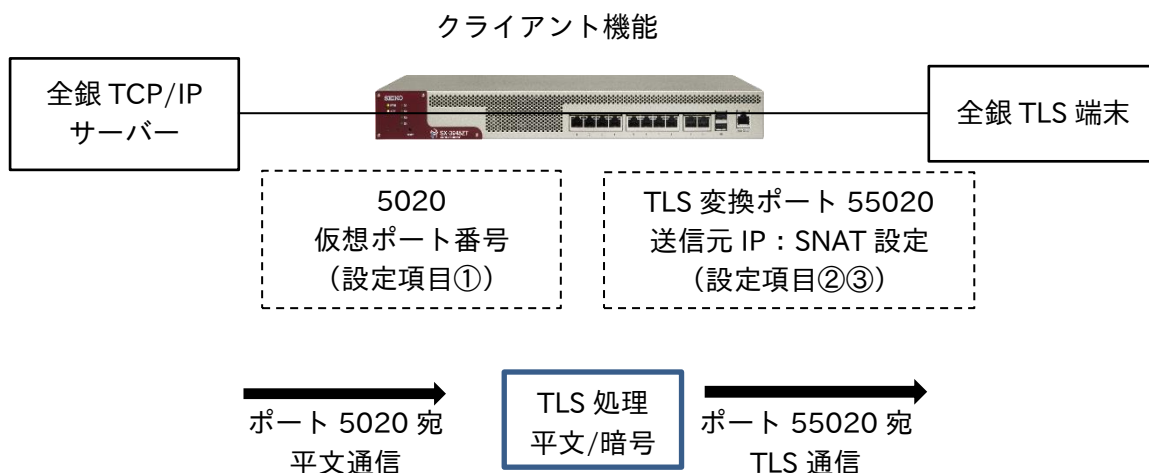 クライアント機能
全銀 TCP/IP
サーバー
SEIKO
全銀 TLS 端末
5020
仮想ポート番号
（設定項目①）
TLS 変換ポート 55020
送信元 IP：SNAT 設定
（設定項目②③）
ポート 5020 宛
平文通信
TLS 処理
平文/暗号
ポート 55020 宛
TLS 通信